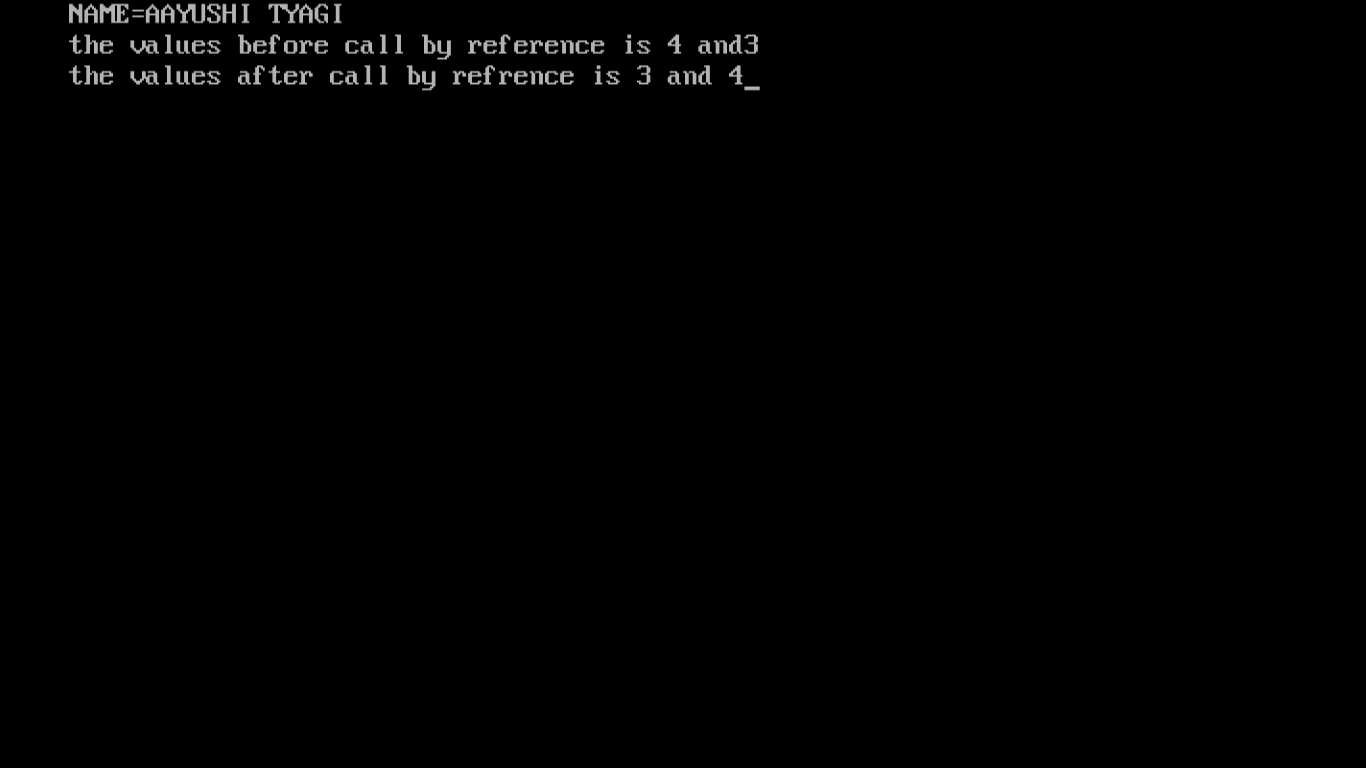 NAME=AAYUSHI TYAGI
the values before call by reference is 4 and3
the values after call by refrence is 3 and 4_